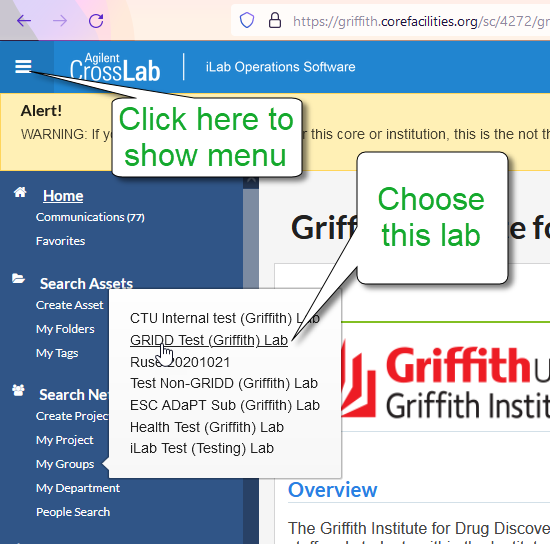 https://griffith.corefacilities.org/sc/4272/gr
Agilent
CrossLab
iLab Operations Software
Alert!
WARNING: If y
r this core or institution, this is the not th
Click here to
show menu
Choose
this lab
Home
Communications (77)
Favorites
Search Assets
Create Asset
My Folders
My Tags
Search Ne
Create Project
My Project
My Groups
My Department
People Search
CTU Internal test (Griffith) Lab
GRIDD Test (Griffith) Lab
Russ 20201021
Test Non-GRIDD (Griffith) Lab
ESC ADaPT Sub (Griffith) Lab
Health Test (Griffith) Lab
iLab Test (Testing) Lab
Griff
e fo
Griffith U
Griffith Instit
Overview
The Griffith Institute for Drug Discove